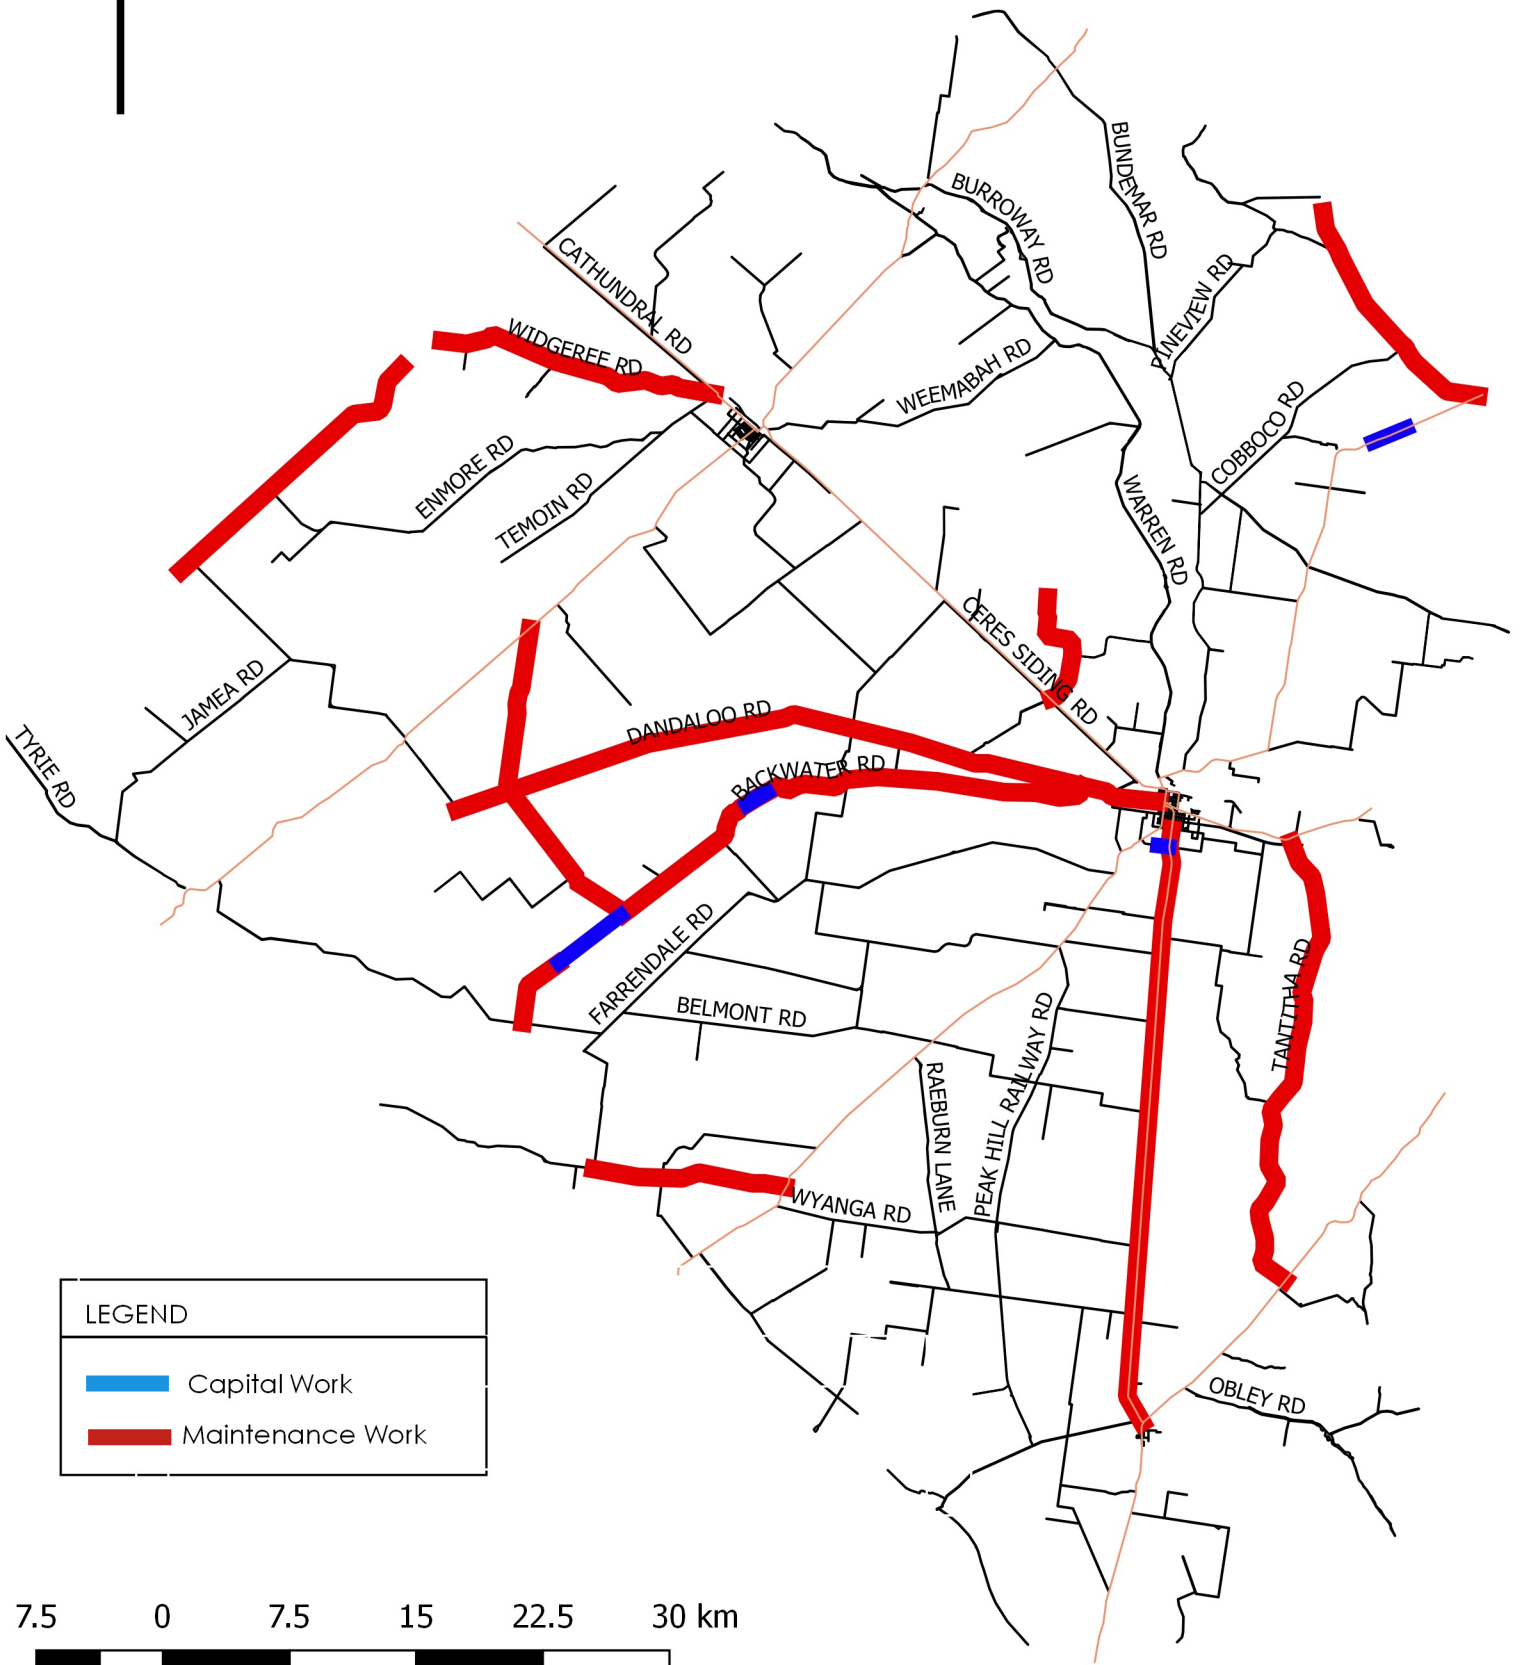 BUNDEMAR RD
BURROWAY RD
CATHUNDRAL RD
PINEVIEW RD
WIDGEREE RD
WEEMABAH RD
COBBOCO RD
ENMORE RD
TEMOIN RD
WARREN RD
CERES SIDING RD
JAMEA RD
DANDALOO RD
TYRIE RD
BACKWATER RD
FARRENDALE RD
TANTITHA RD
BELMONT RD
PEAK HILL RAILWAY RD
RAEBURN LANE
WYANGA RD
OBLEY RD
LEGEND
Capital Work
Maintenance Work
7.5 0 7.5 15 22.5 30 km